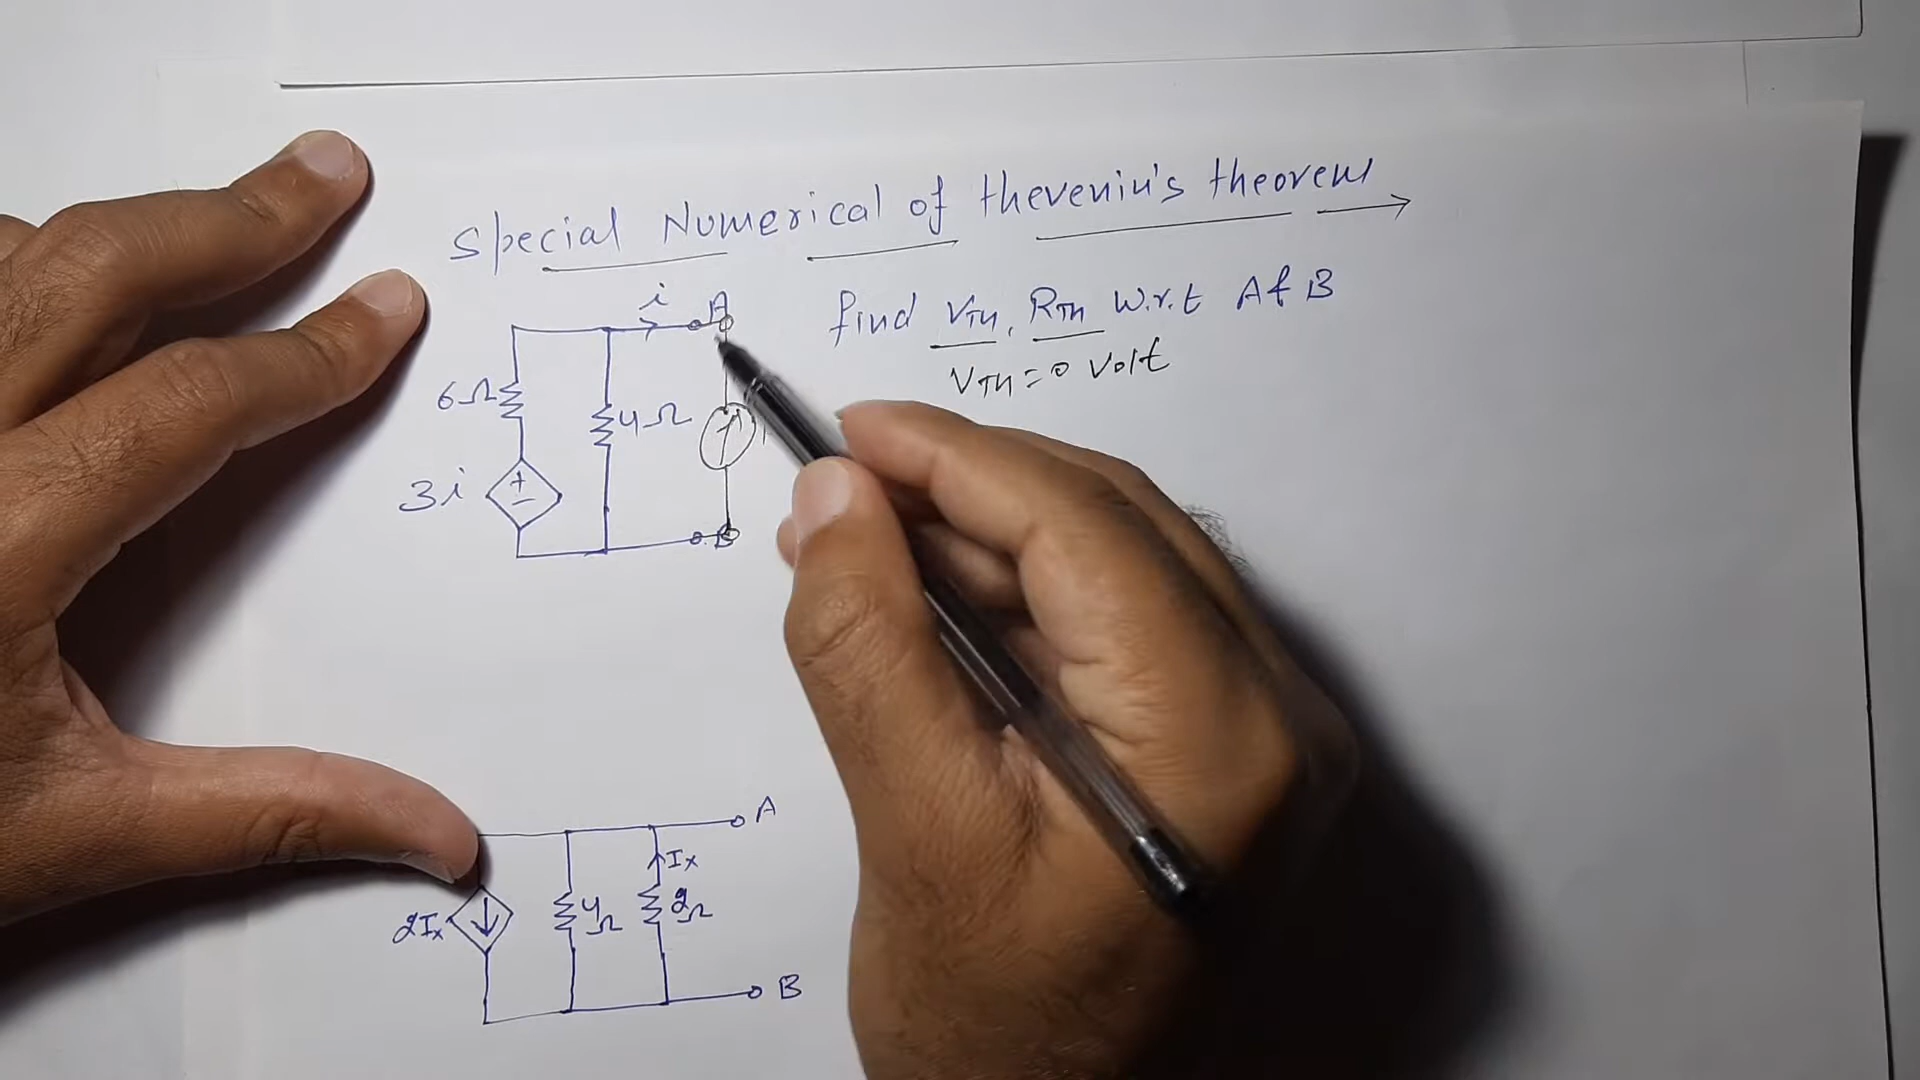 Special Numerical of thevenin's theorem
find VTH, RTH w.r.t A & B
VTH = 0 Volt
i
A
6Ω
4Ω
3i
+
-
B
A
Ix
2Ix
4Ω
2Ω
B